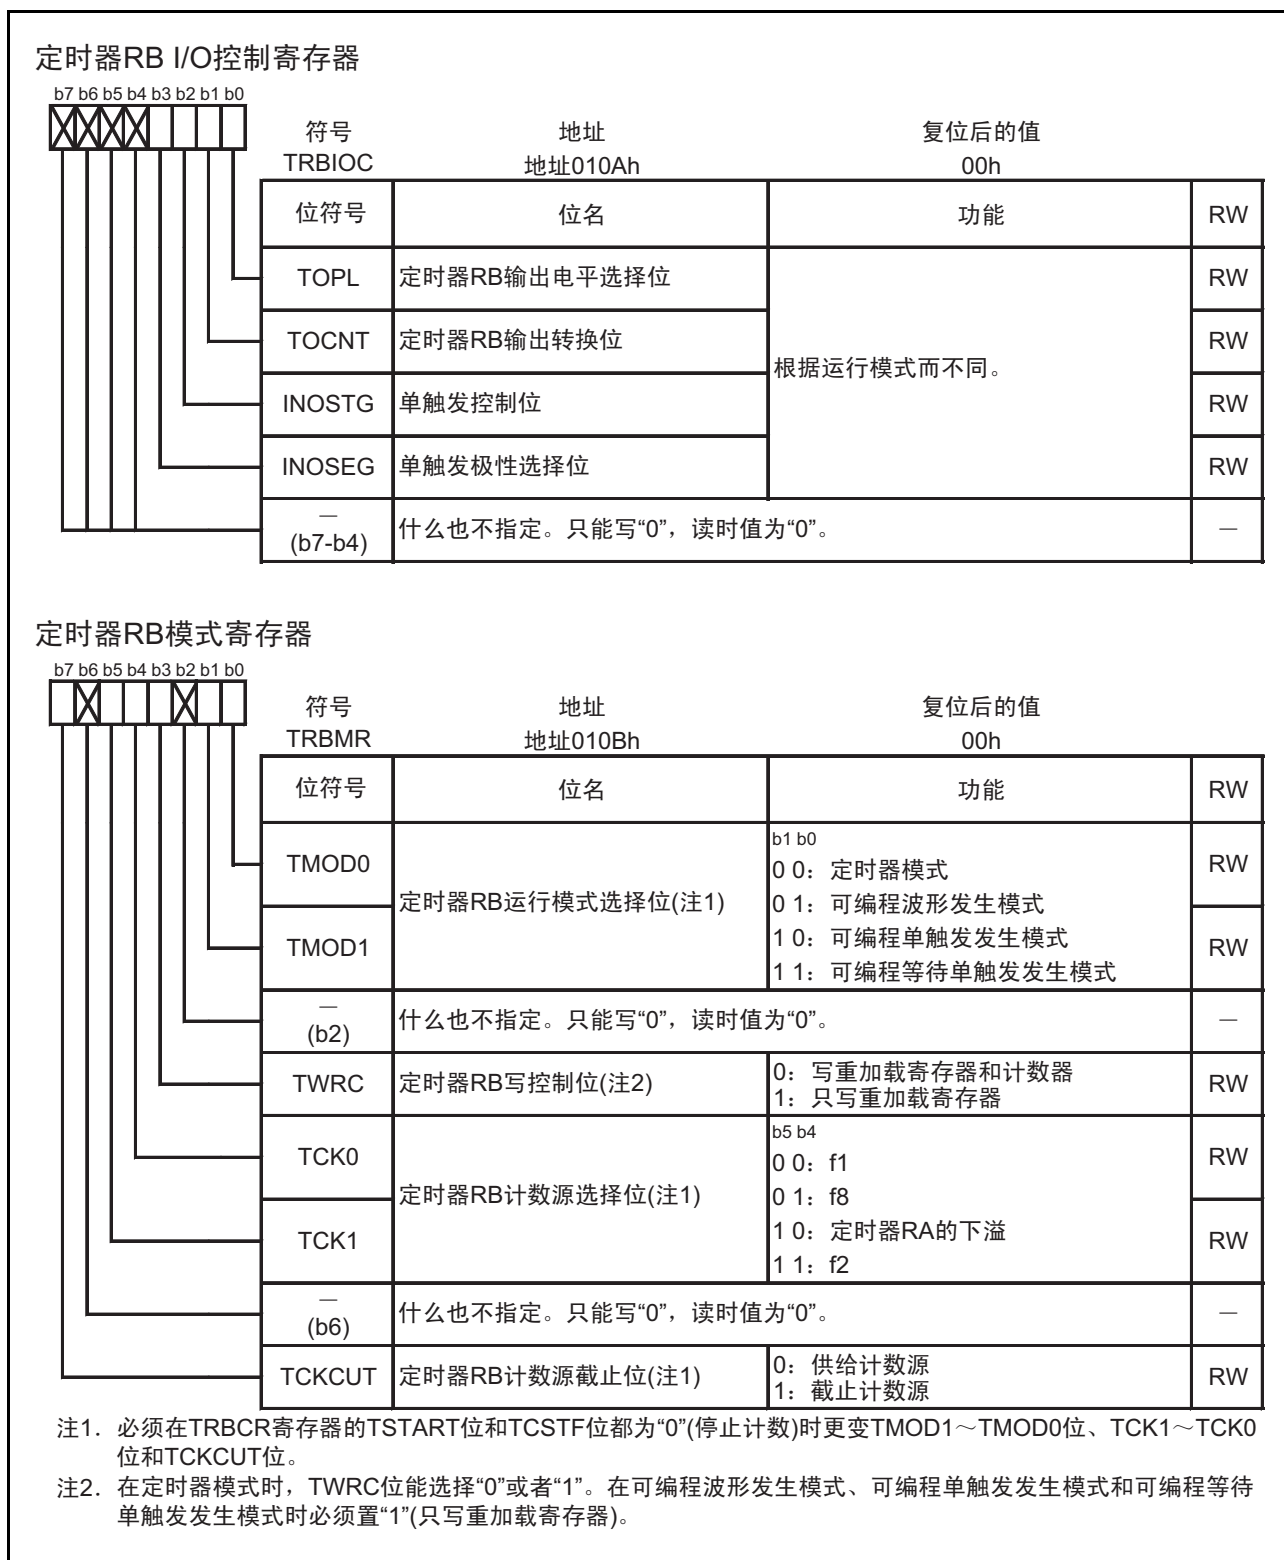 定时器RB I/O控制寄存器
b7 b6 b5 b4 b3 b2 b1 b0
符号 地址 复位后的值
TRBIOC 地址010Ah 00h
位符号 位名 功能 RW
TOPL 定时器RB输出电平选择位 RW
TOCNT 定时器RB输出转换位 RW
根据运行模式而不同。
INOSTG 单触发控制位 RW
INOSEG 单触发极性选择位 RW
—
(b7-b4) 什么也不指定。只能写“0”，读时值为“0”。 —
定时器RB模式寄存器
b7 b6 b5 b4 b3 b2 b1 b0
符号 地址 复位后的值
TRBMR 地址010Bh 00h
位符号 位名 功能 RW
TMOD0 RW
定时器RB运行模式选择位(注1)
TMOD1 RW
b1 b0
0 0：定时器模式
0 1：可编程波形发生模式
1 0：可编程单触发发生模式
1 1：可编程等待单触发发生模式
—
(b2) 什么也不指定。只能写“0”，读时值为“0”。 —
TWRC 定时器RB写控制位(注2) RW
0：写重加载寄存器和计数器
1：只写重加载寄存器
TCK0 RW
定时器RB计数源选择位(注1)
TCK1 RW
b5 b4
0 0：f1
0 1：f8
1 0：定时器RA的下溢
1 1：f2
—
(b6) 什么也不指定。只能写“0”，读时值为“0”。 —
TCKCUT 定时器RB计数源截止位(注1) RW
0：供给计数源
1：截止计数源
注1. 必须在TRBCR寄存器的TSTART位和TCSTF位都为“0”(停止计数)时更变TMOD1～TMOD0位、TCK1～TCK0
位和TCKCUT位。
注2. 在定时器模式时，TWRC位能选择“0”或者“1”。在可编程波形发生模式、可编程单触发发生模式和可编程等待
单触发发生模式时必须置“1”(只写重加载寄存器)。